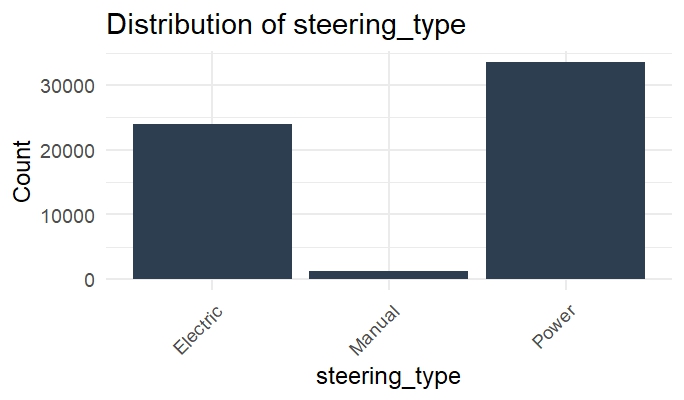 Distribution of steering_type
Count
30000
20000
10000
0
Electric
Manual
Power
steering_type